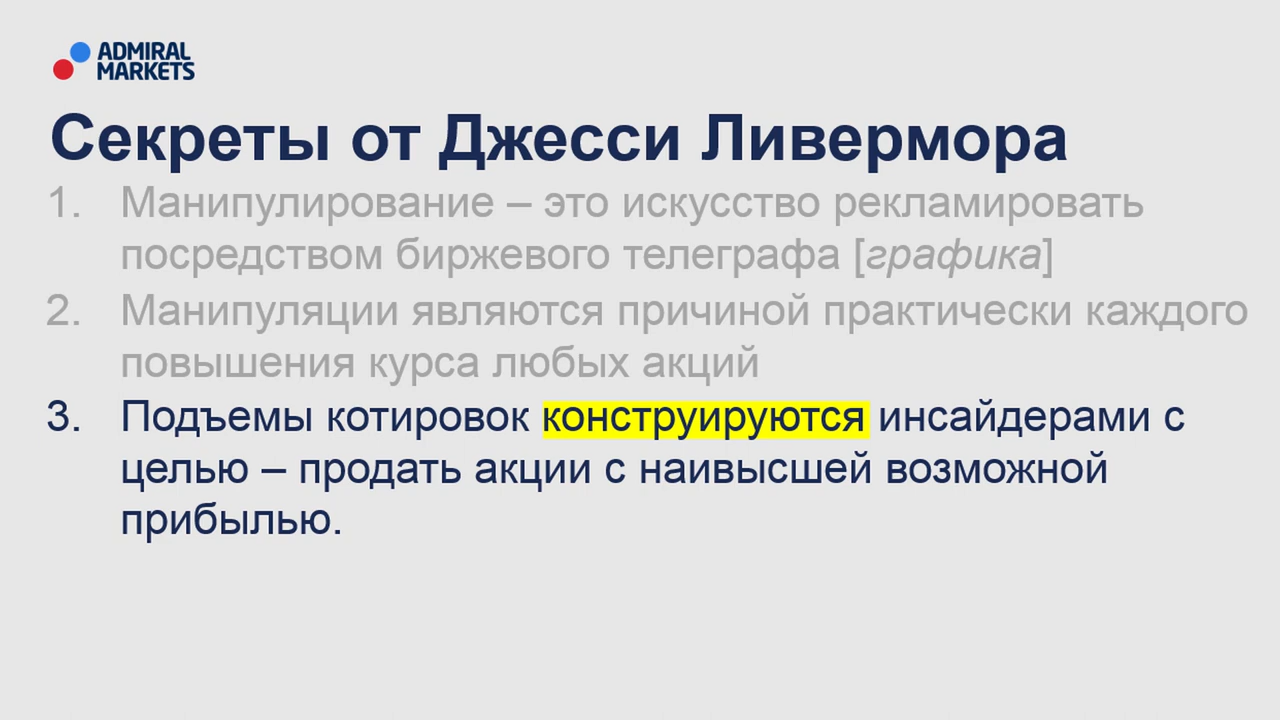 ADMIRAL
MARKETS
Секреты от Джесси Ливермора
1. Манипулирование – это искусство рекламировать
посредством биржевого телеграфа [графика]
2. Манипуляции являются причиной практически каждого
повышения курса любых акций
3. Подъемы котировок конструируются инсайдерами с
целью – продать акции с наивысшей возможной
прибылью.